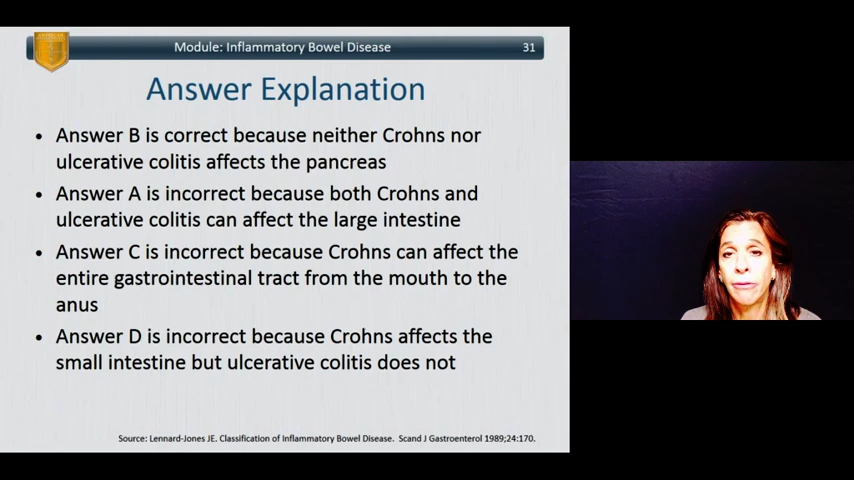 Module: Inflammatory Bowel Disease 31
Answer Explanation
• Answer B is correct because neither Crohns nor
ulcerative colitis affects the pancreas
• Answer A is incorrect because both Crohns and
ulcerative colitis can affect the large intestine
• Answer C is incorrect because Crohns can affect the
entire gastrointestinal tract from the mouth to the
anus
• Answer D is incorrect because Crohns affects the
small intestine but ulcerative colitis does not
Source: Lennard-Jones JE. Classification of Inflammatory Bowel Disease. Scand J Gastroenterol 1989;24:170.